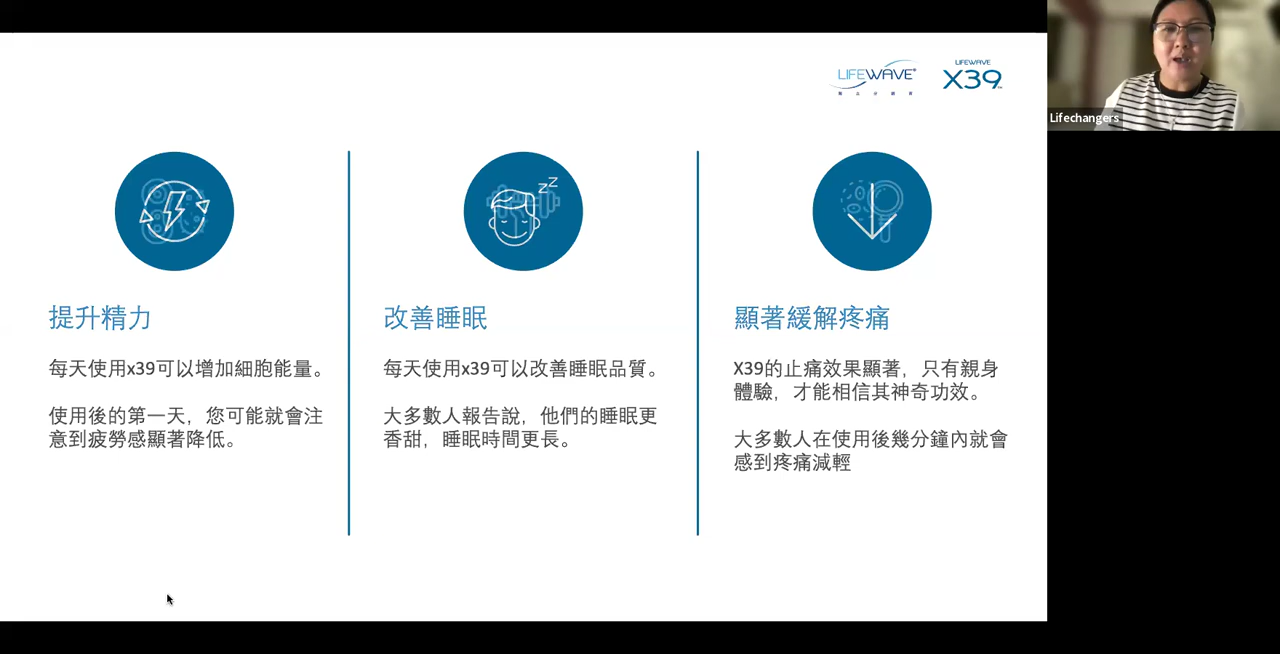 LIFEWAVE®
LIFEWAVE
X39
Lifechangers
zZ
提升精力
每天使用x39可以增加細胞能量。
使用後的第一天，您可能就會注
意到疲勞感顯著降低。
改善睡眠
每天使用x39可以改善睡眠品質。
大多數人報告說，他們的睡眠更
香甜，睡眠時間更長。
顯著緩解疼痛
X39的止痛效果顯著，只有親身
體驗，才能相信其神奇功效。
大多數人在使用後幾分鐘內就會
感到疼痛減輕